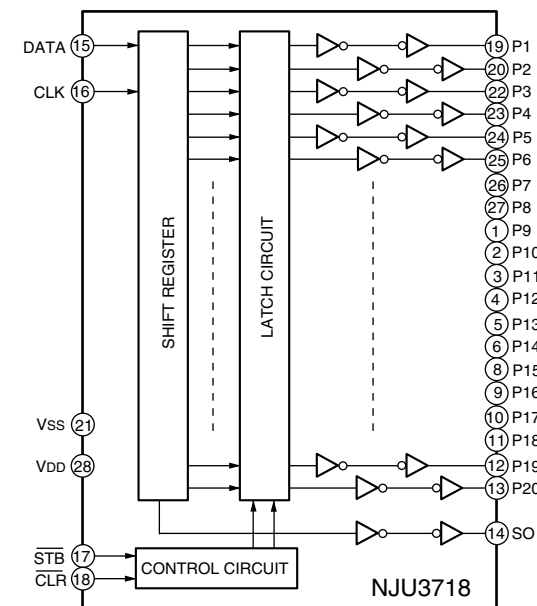 DATA 15
CLK 16
VSS 21
VDD 28
STB 17
CLR 18
SHIFT REGISTER
LATCH CIRCUIT
CONTROL CIRCUIT
19 P1
20 P2
22 P3
23 P4
24 P5
25 P6
26 P7
27 P8
1 P9
2 P10
3 P11
4 P12
5 P13
6 P14
8 P15
9 P16
10 P17
11 P18
12 P19
13 P20
14 SO
NJU3718